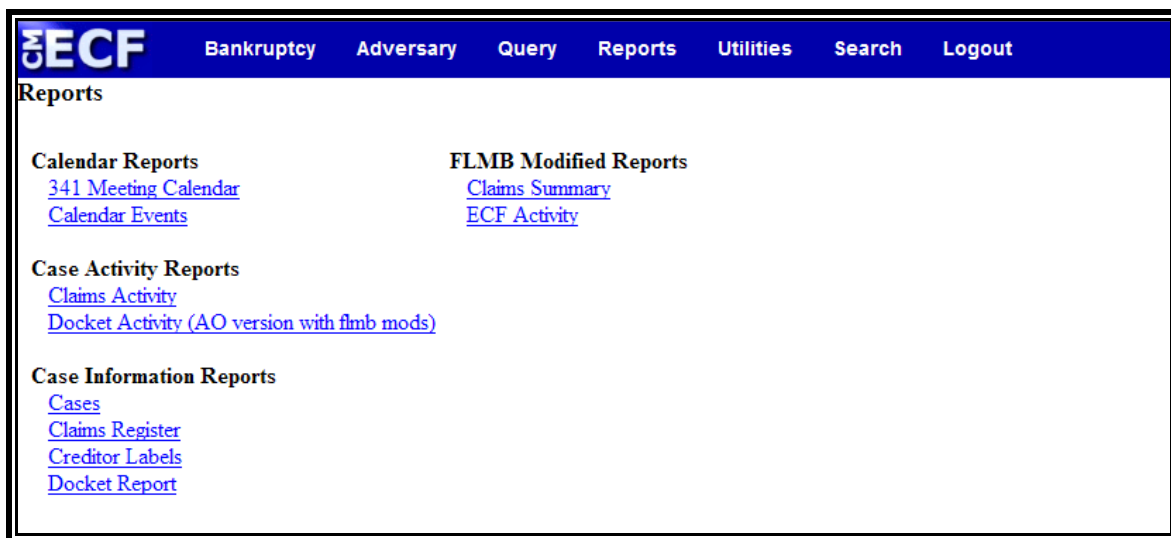 CM ECF Bankruptcy Adversary Query Reports Utilities Search Logout
Reports
Calendar Reports
341 Meeting Calendar
Calendar Events
FLMB Modified Reports
Claims Summary
ECF Activity
Case Activity Reports
Claims Activity
Docket Activity (AO version with flmb mods)
Case Information Reports
Cases
Claims Register
Creditor Labels
Docket Report